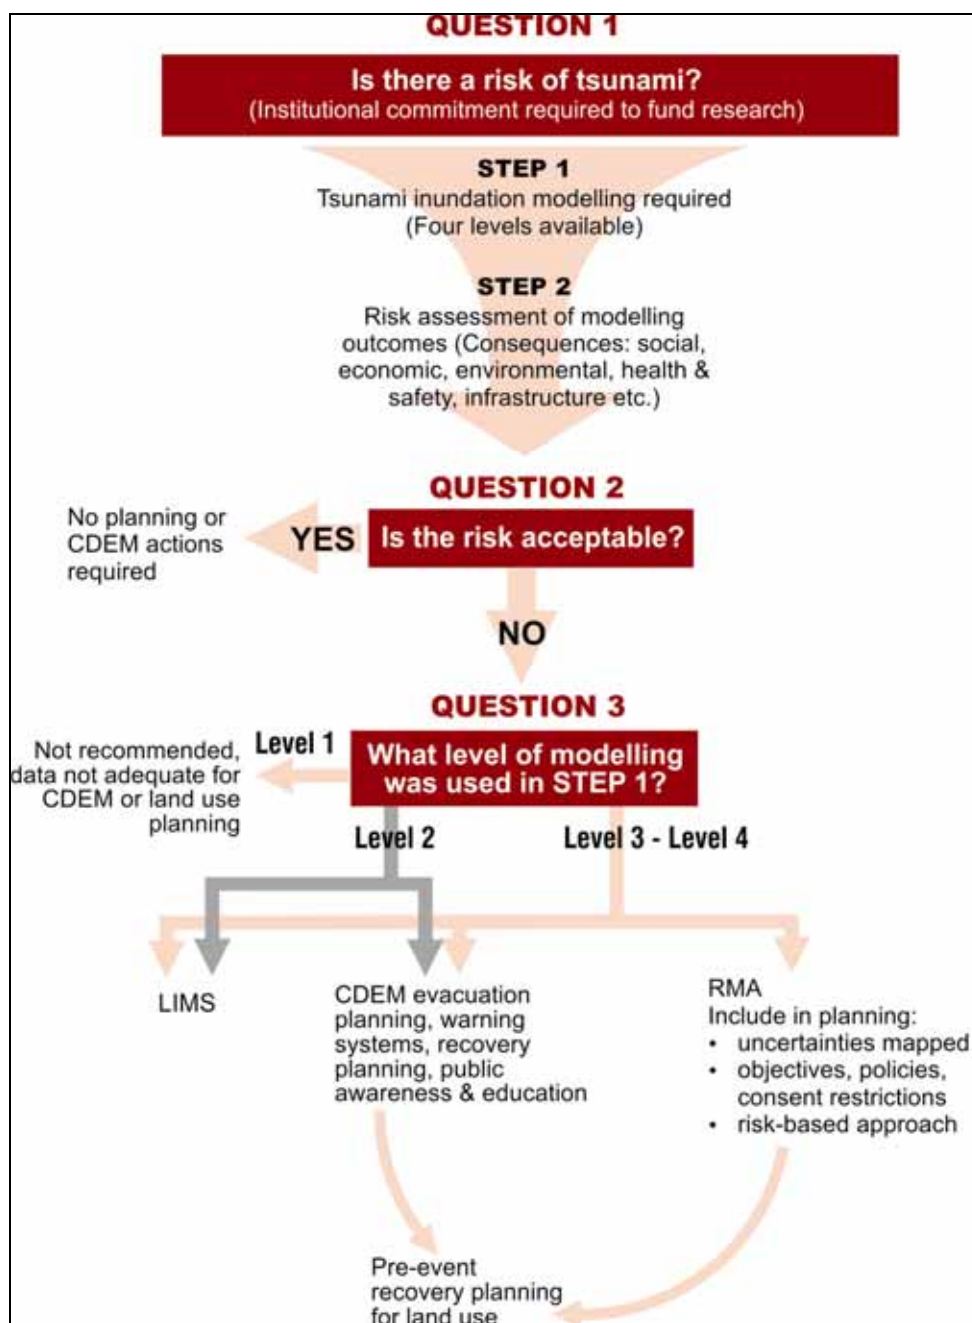 QUESTION 1
Is there a risk of tsunami?
(Institutional commitment required to fund research)
STEP 1
Tsunami inundation modelling required
(Four levels available)
STEP 2
Risk assessment of modelling
outcomes (Consequences: social,
economic, environmental, health &
safety, infrastructure etc.)
QUESTION 2
Is the risk acceptable?
YES
No planning or
CDEM actions
required
NO
QUESTION 3
What level of modelling
was used in STEP 1?
Level 1
Not recommended,
data not adequate for
CDEM or land use
planning
Level 2
Level 3 - Level 4
LIMS
CDEM evacuation
planning, warning
systems, recovery
planning, public
awareness & education
RMA
Include in planning:
• uncertainties mapped
• objectives, policies,
consent restrictions
• risk-based approach
Pre-event
recovery planning
for land use